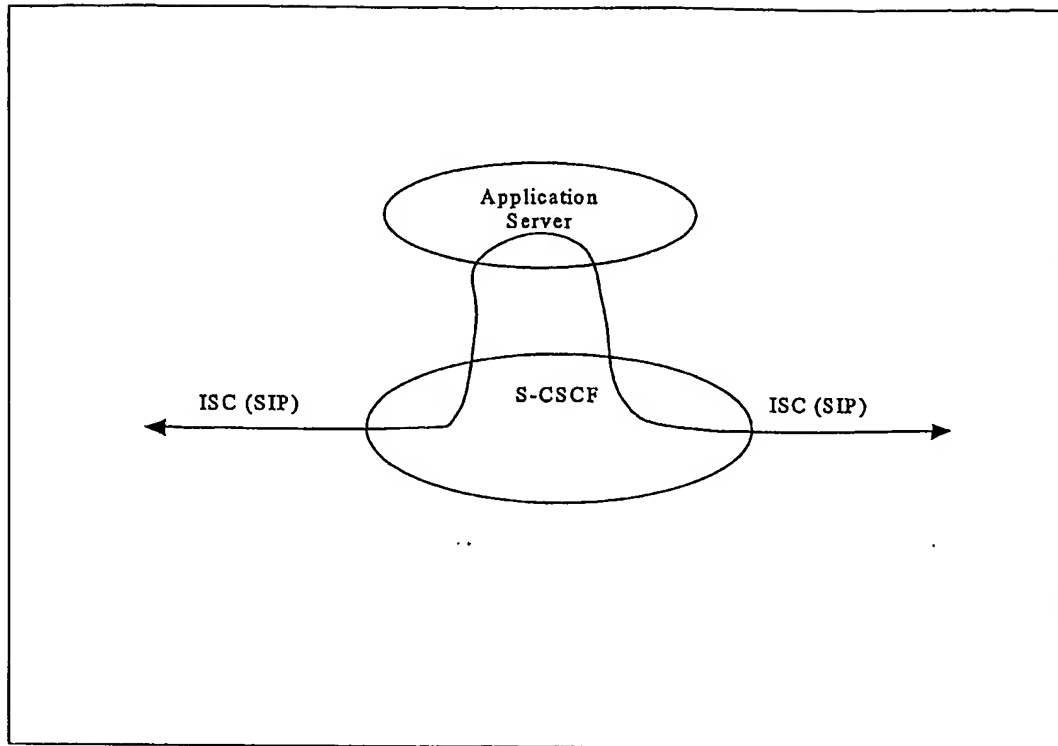 Application
Server
S-CSCF
ISC (SIP)
ISC (SIP)